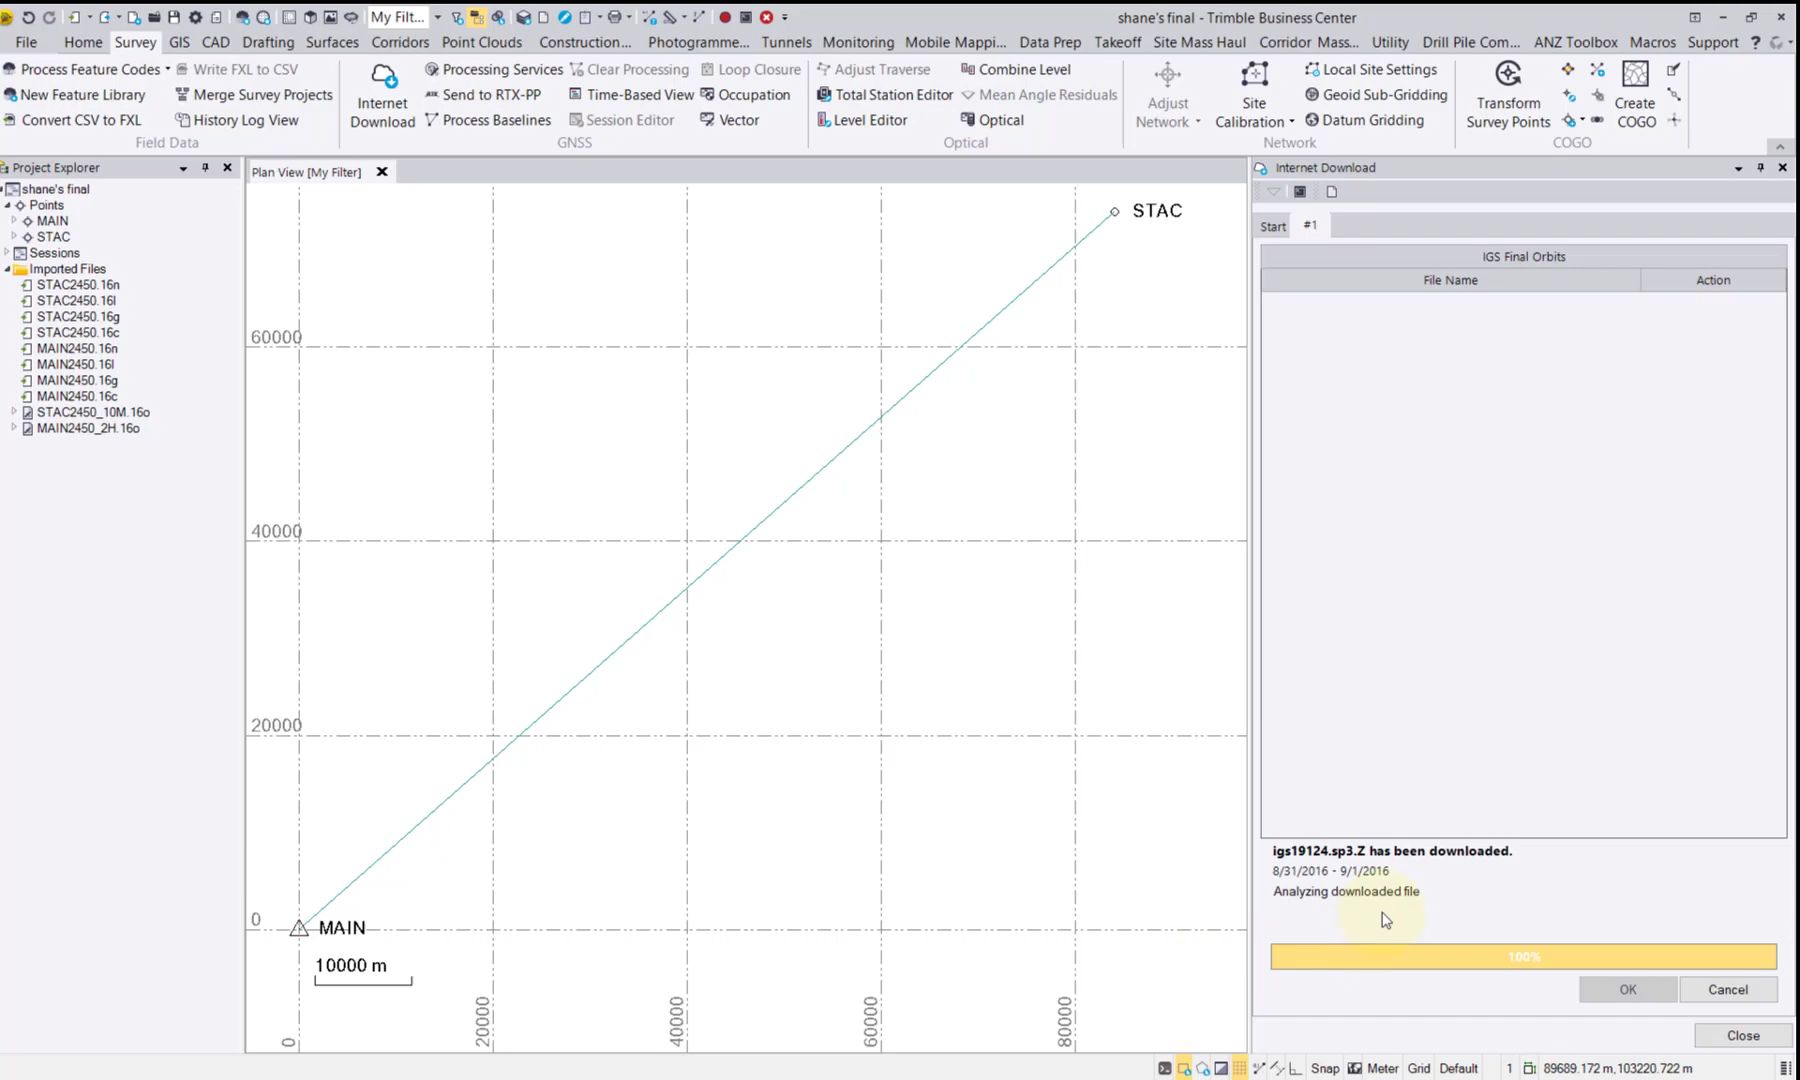 My Filt...
shane's final - Trimble Business Center
File Home Survey GIS CAD Drafting Surfaces Corridors Point Clouds Construction... Photogramme... Tunnels Monitoring Mobile Mappi... Data Prep Takeoff Site Mass Haul Corridor Mass... Utility Drill Pile Com... ANZ Toolbox Macros Support ?
Process Feature Codes
Write FXL to CSV
New Feature Library
Merge Survey Projects
Convert CSV to FXL
History Log View
Field Data
Internet
Download
Processing Services
Clear Processing
Loop Closure
Send to RTX-PP
Time-Based View
Occupation
Process Baselines
Session Editor
Vector
GNSS
Adjust Traverse
Combine Level
Total Station Editor
Mean Angle Residuals
Level Editor
Optical
Optical
Adjust
Network
Site
Calibration
Local Site Settings
Geoid Sub-Gridding
Datum Gridding
Network
Transform
Survey Points
Create
COGO
COGO
Project Explorer
shane's final
Points
MAIN
STAC
Sessions
Imported Files
STAC2450.16n
STAC2450.16l
STAC2450.16g
STAC2450.16c
MAIN2450.16n
MAIN2450.16l
MAIN2450.16g
MAIN2450.16c
STAC2450_10M.16o
MAIN2450_2H.16o
Plan View [My Filter]
STAC
60000
40000
20000
0
MAIN
10000 m
0
20000
40000
60000
80000
Internet Download
Start
#1
IGS Final Orbits
File Name
Action
igs19124.sp3.Z has been downloaded.
8/31/2016 - 9/1/2016
Analyzing downloaded file
100%
OK
Cancel
Close
Snap
Meter
Grid
Default
1
89689.172 m,103220.722 m